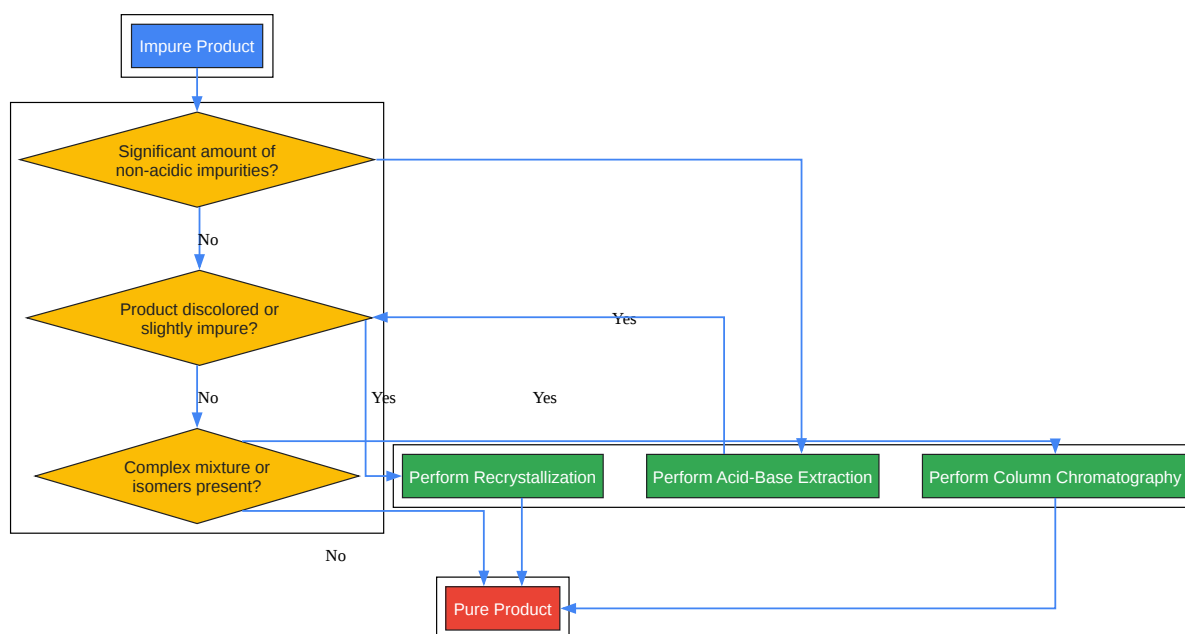 Impure Product
Significant amount of
non-acidic impurities?
No
Product discolored or
slightly impure?
Yes
No
Yes
Yes
Complex mixture or
isomers present?
Perform Recrystallization
Perform Acid-Base Extraction
Perform Column Chromatography
No
Pure Product